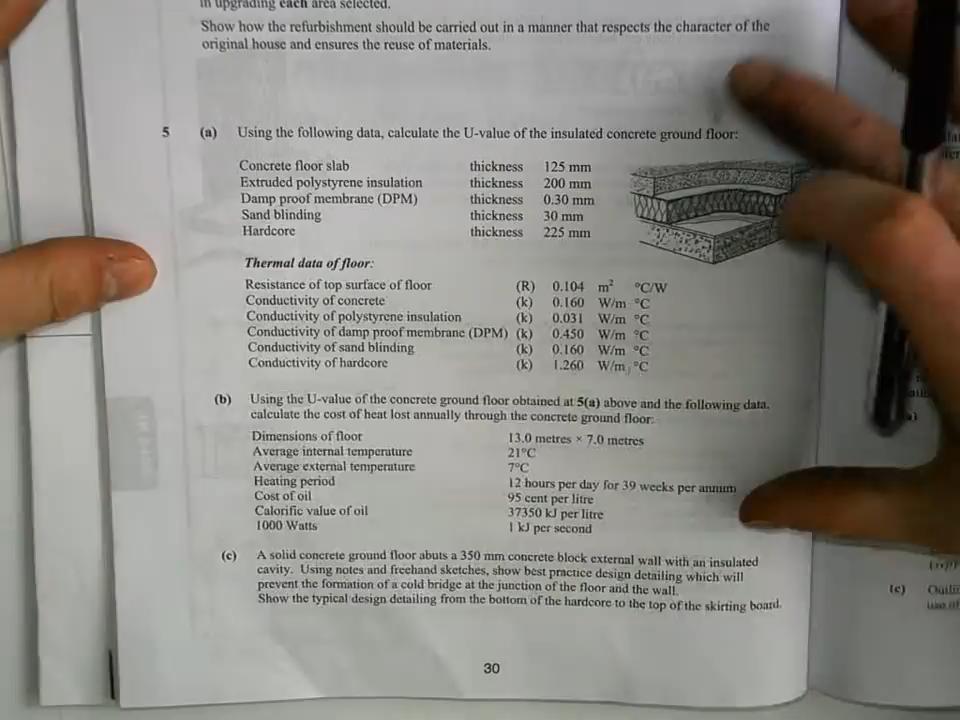 in upgrading each area selected.
Show how the refurbishment should be carried out in a manner that respects the character of the
original house and ensures the reuse of materials.
5 (a) Using the following data, calculate the U-value of the insulated concrete ground floor:
Concrete floor slab thickness 125 mm
Extruded polystyrene insulation thickness 200 mm
Damp proof membrane (DPM) thickness 0.30 mm
Sand blinding thickness 30 mm
Hardcore thickness 225 mm
Thermal data of floor:
Resistance of top surface of floor (R) 0.104 m² °C/W
Conductivity of concrete (k) 0.160 W/m °C
Conductivity of polystyrene insulation (k) 0.031 W/m °C
Conductivity of damp proof membrane (DPM) (k) 0.450 W/m °C
Conductivity of sand blinding (k) 0.160 W/m °C
Conductivity of hardcore (k) 1.260 W/m °C
(b) Using the U-value of the concrete ground floor obtained at 5(a) above and the following data,
calculate the cost of heat lost annually through the concrete ground floor:
Dimensions of floor 13.0 metres × 7.0 metres
Average internal temperature 21°C
Average external temperature 7°C
Heating period 12 hours per day for 39 weeks per annum
Cost of oil 95 cent per litre
Calorific value of oil 37350 kJ per litre
1000 Watts 1 kJ per second
(c) A solid concrete ground floor abuts a 350 mm concrete block external wall with an insulated
cavity. Using notes and freehand sketches, show best practice design detailing which will
prevent the formation of a cold bridge at the junction of the floor and the wall.
Show the typical design detailing from the bottom of the hardcore to the top of the skirting board.
30
(c)